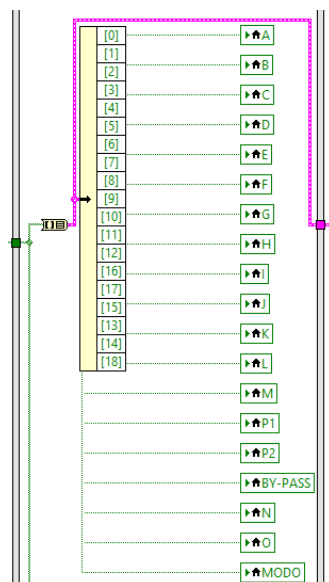 [0]
[1]
[2]
[3]
[4]
[5]
[6]
[7]
[8]
[9]
[10]
[11]
[12]
[16]
[17]
[15]
[13]
[14]
[18]
A
B
C
D
E
F
G
H
I
J
K
L
M
P1
P2
BY-PASS
N
O
MODO